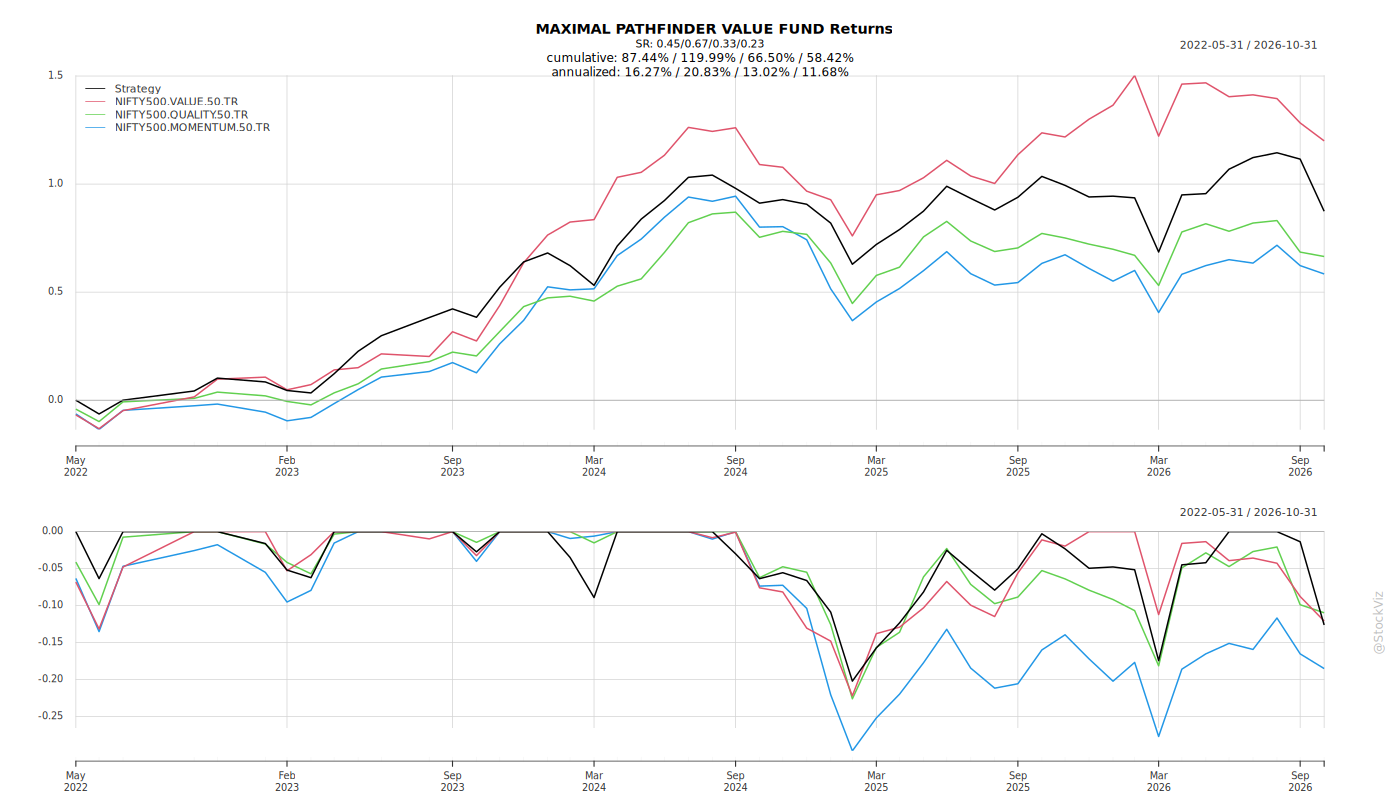 MAXIMAL PATHFINDER VALUE FUND Returns
SR: 0.45/0.67/0.33/0.23
cumulative: 87.44% / 119.99% / 66.50% / 58.42%
annualized: 16.27% / 20.83% / 13.02% / 11.68%
2022-05-31 / 2026-10-31
Strategy
NIFTY500.VALUE.50.TR
NIFTY500.QUALITY.50.TR
NIFTY500.MOMENTUM.50.TR
1.5
1.0
0.5
0.0
May Feb Sep Mar Sep Mar Sep Mar Sep
2022 2023 2023 2024 2024 2025 2025 2026 2026
2022-05-31 / 2026-10-31
0.00
-0.05
-0.10
-0.15
-0.20
-0.25
May Feb Sep Mar Sep Mar Sep Mar Sep
2022 2023 2023 2024 2024 2025 2025 2026 2026
@StockViz